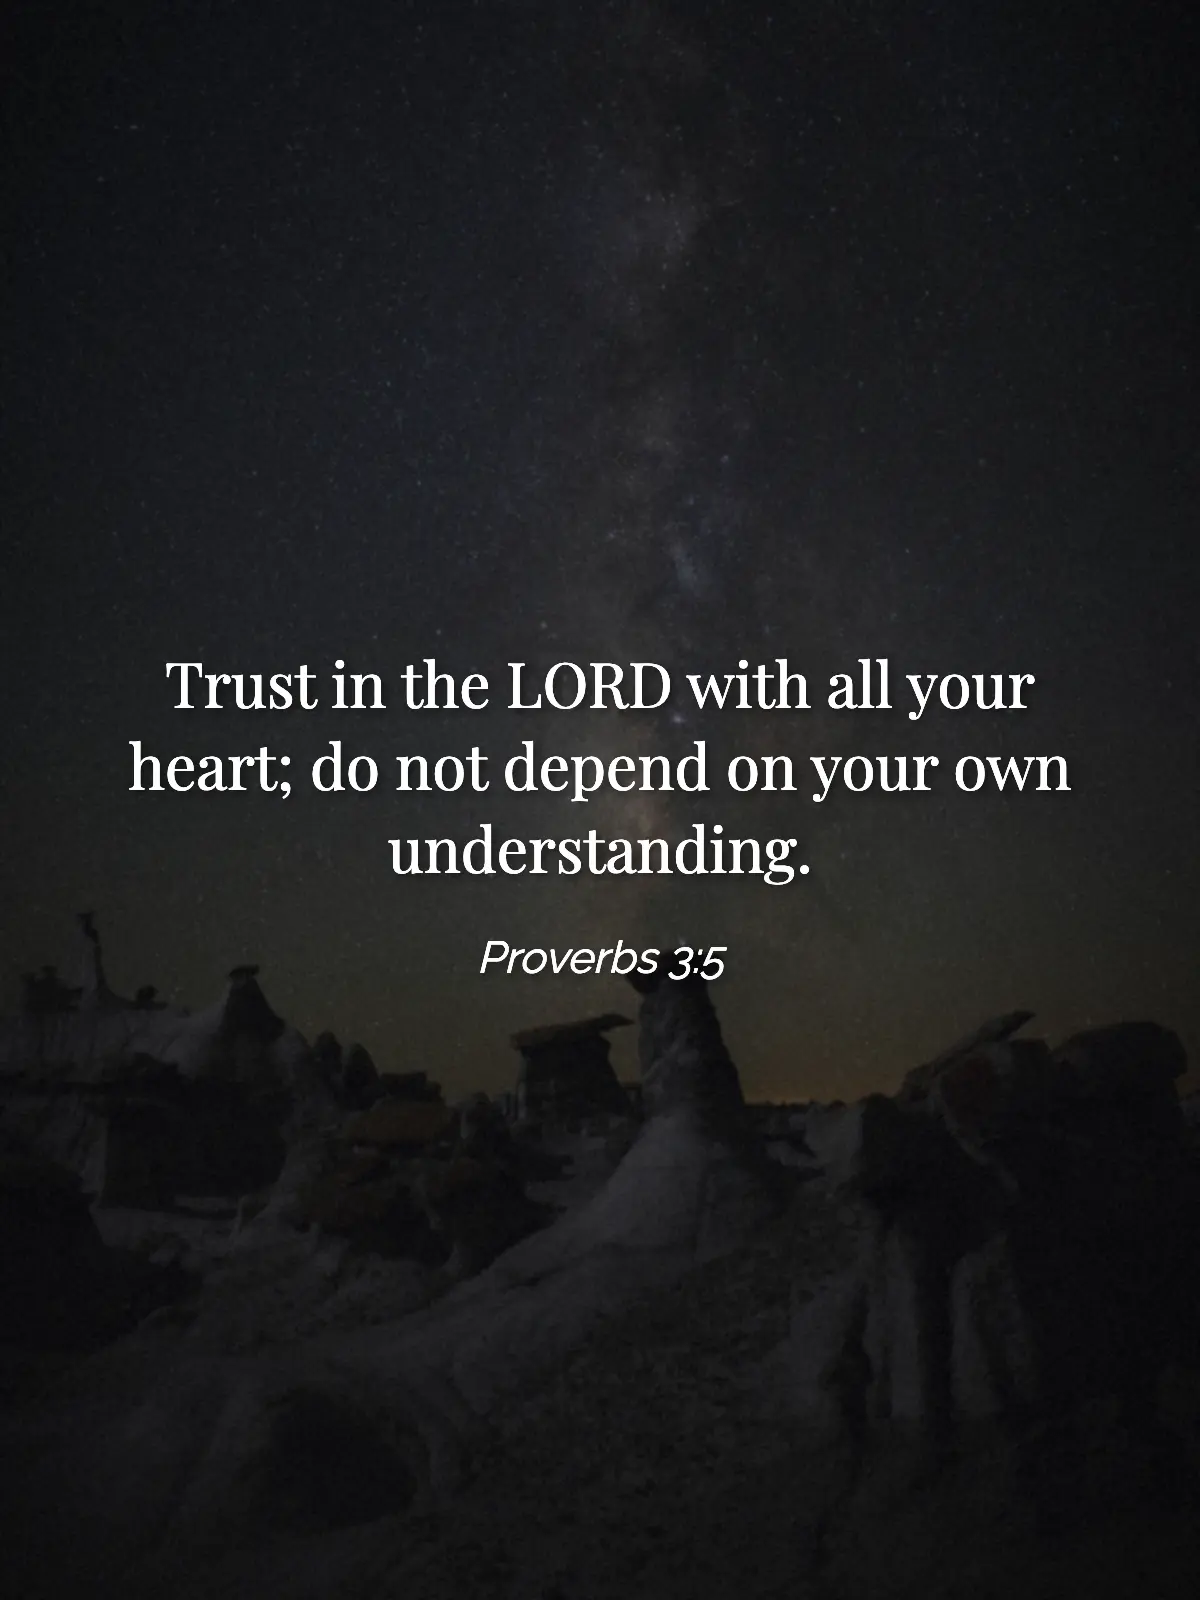 Trust in the LORD with all your
heart; do not depend on your own
understanding.
Proverbs 3:5